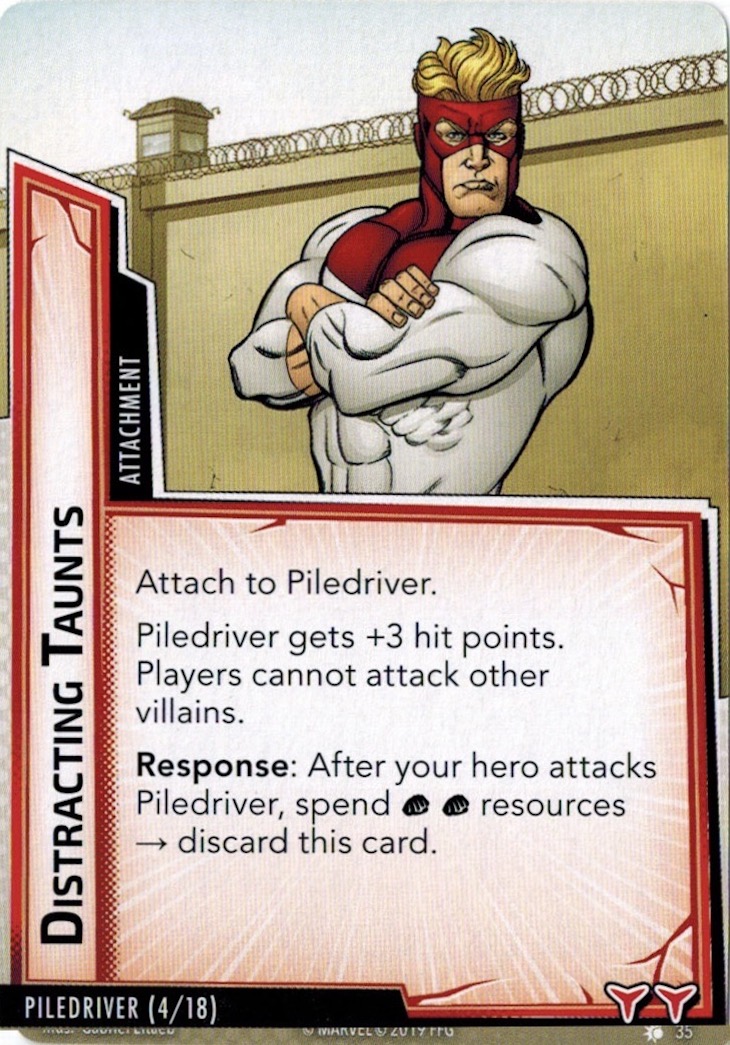 ATTACHMENT
DISTRACTING TAUNTS
Attach to Piledriver.
Piledriver gets +3 hit points.
Players cannot attack other
villains.
Response: After your hero attacks
Piledriver, spend resources
→ discard this card.
PILEDRIVER (4/18)
© MARVEL © 2019 FFG
35